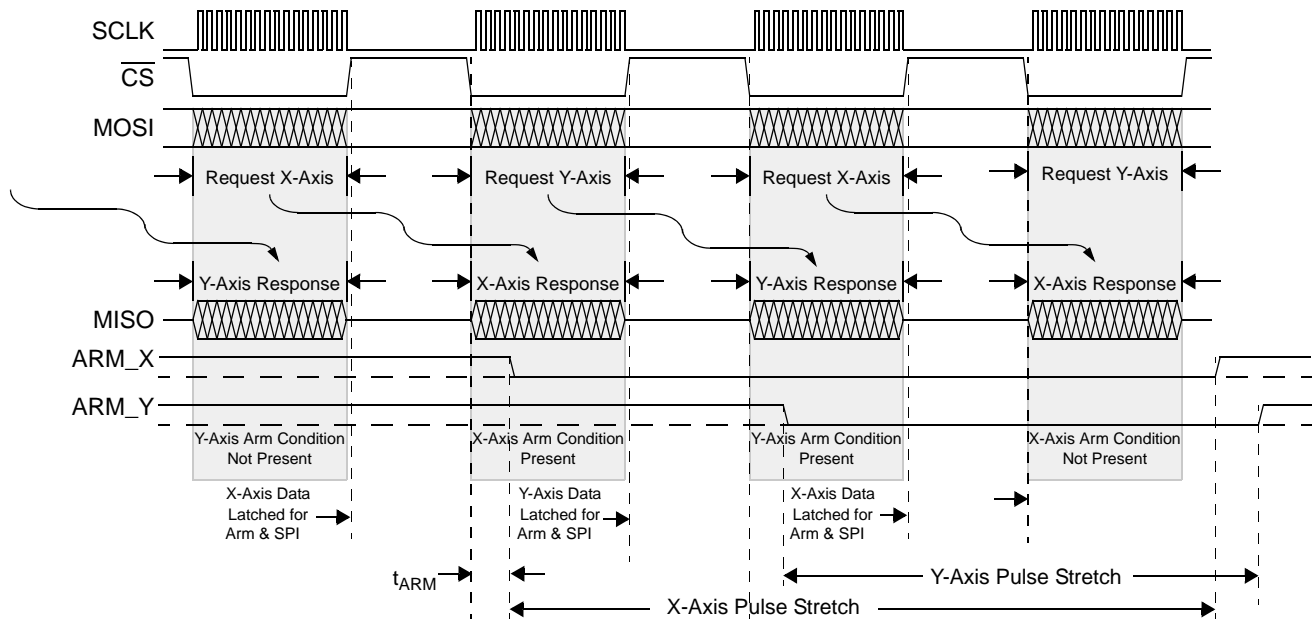 SCLK
CS
MOSI
Request X-Axis
Request Y-Axis
Request X-Axis
Request Y-Axis
Y-Axis Response
X-Axis Response
Y-Axis Response
X-Axis Response
MISO
ARM_X
ARM_Y
Y-Axis Arm Condition
Not Present
X-Axis Arm Condition
Present
Y-Axis Arm Condition
Present
X-Axis Arm Condition
Not Present
X-Axis Data
Latched for
Arm & SPI
Y-Axis Data
Latched for
Arm & SPI
X-Axis Data
Latched for
Arm & SPI
tARM
Y-Axis Pulse Stretch
X-Axis Pulse Stretch